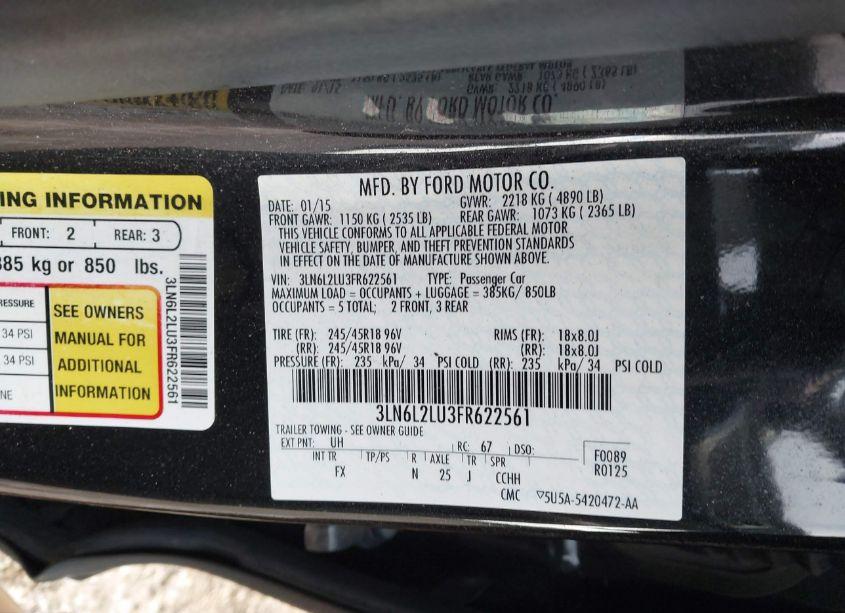 ING INFORMATION
FRONT: 2 REAR: 3
385 kg or 850 lbs.
PRESSURE
34 PSI
34 PSI
NE
SEE OWNERS
MANUAL FOR
ADDITIONAL
INFORMATION
3LN6L2LU3FR622561
MFD. BY FORD MOTOR CO.
DATE: 01/15 GVWR: 2218 KG ( 4890 LB)
FRONT GAWR: 1150 KG ( 2535 LB) REAR GAWR: 1073 KG ( 2365 LB)
THIS VEHICLE CONFORMS TO ALL APPLICABLE FEDERAL MOTOR
VEHICLE SAFETY, BUMPER, AND THEFT PREVENTION STANDARDS
IN EFFECT ON THE DATE OF MANUFACTURE SHOWN ABOVE.
VIN: 3LN6L2LU3FR622561 TYPE: Passenger Car
MAXIMUM LOAD = OCCUPANTS + LUGGAGE = 385KG/ 850LB
OCCUPANTS = 5 TOTAL; 2 FRONT, 3 REAR
TIRE (FR): 245/45R18 96V RIMS (FR): 18x8.0J
(RR): 245/45R18 96V (RR): 18x8.0J
PRESSURE (FR): 235 kPa/ 34 PSI COLD (RR): 235 kPa/ 34 PSI COLD
3LN6L2LU3FR622561
TRAILER TOWING - SEE OWNER GUIDE
EXT PNT: UH RC: 67 DSO:
INT TR TP/PS R AXLE TR SPR
FX N 25 J CCHH
F0089
R0125
CMC ▽5U5A-5420472-AA